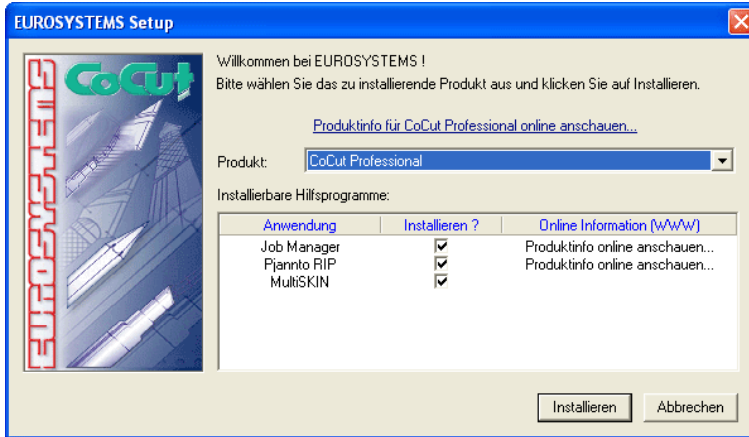 EUROSYSTEMS Setup
EUROSYSTEMS
CoCut
Willkommen bei EUROSYSTEMS !
Bitte wählen Sie das zu installierende Produkt aus und klicken Sie auf Installieren.
Produktinfo für CoCut Professional online anschauen...
Produkt: CoCut Professional
Installierbare Hilfsprogramme:
Anwendung Installieren ? Online Information (WWW)
Job Manager Produktinfo online anschauen...
Pjannto RIP Produktinfo online anschauen...
MultiSKIN
Installieren Abbrechen